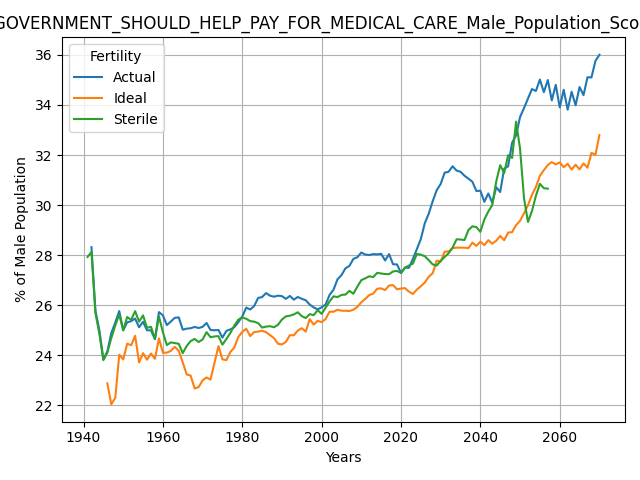 GOVERNMENT_SHOULD_HELP_PAY_FOR_MEDICAL_CARE_Male_Population_Sco
Fertility
Actual
Ideal
Sterile
% of Male Population
36
34
32
30
28
26
24
22
1940 1960 1980 2000 2020 2040 2060
Years